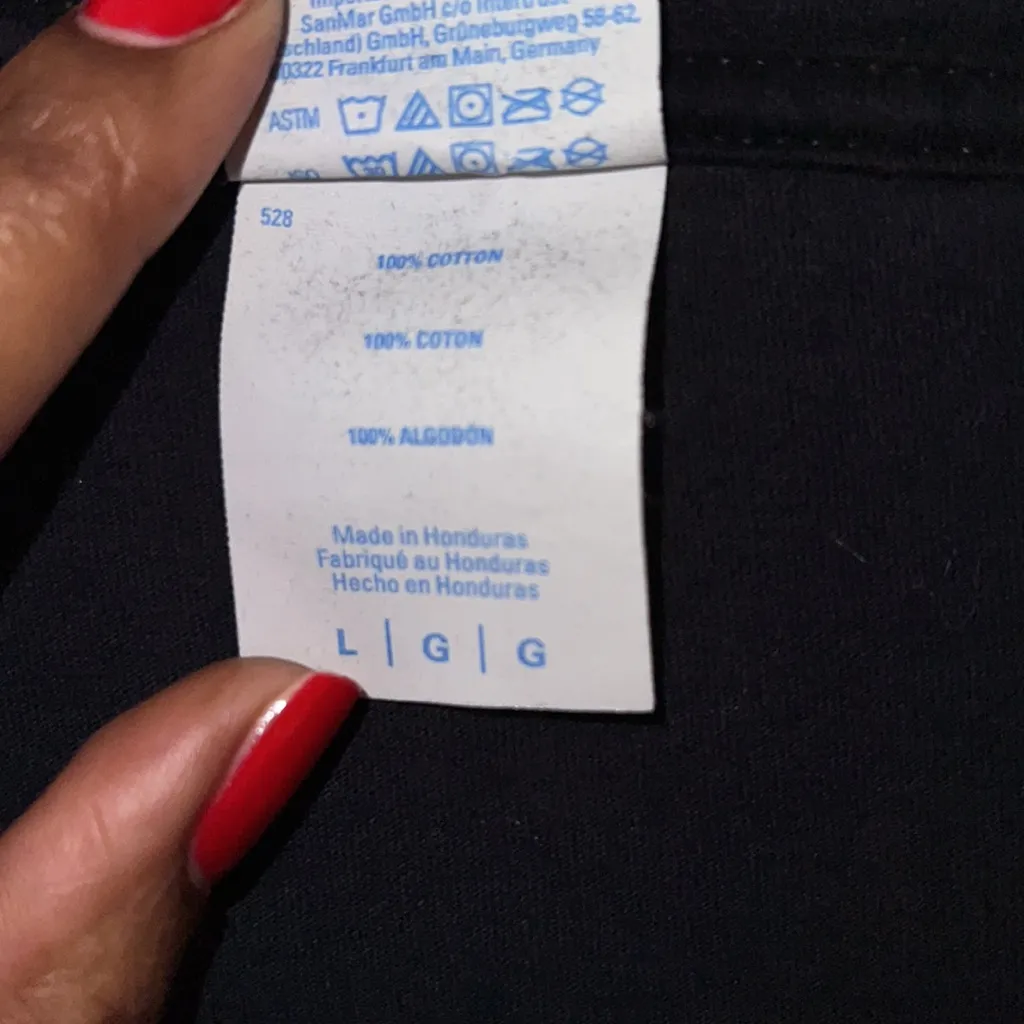 SanMar GmbH c/o
schland) GmbH, Grüneburgweg 58-62,
0322 Frankfurt am Main, Germany
ASTM
528
100% COTTON
100% COTON
100% ALGODÓN
Made in Honduras
Fabriqué au Honduras
Hecho en Honduras
L | G | G